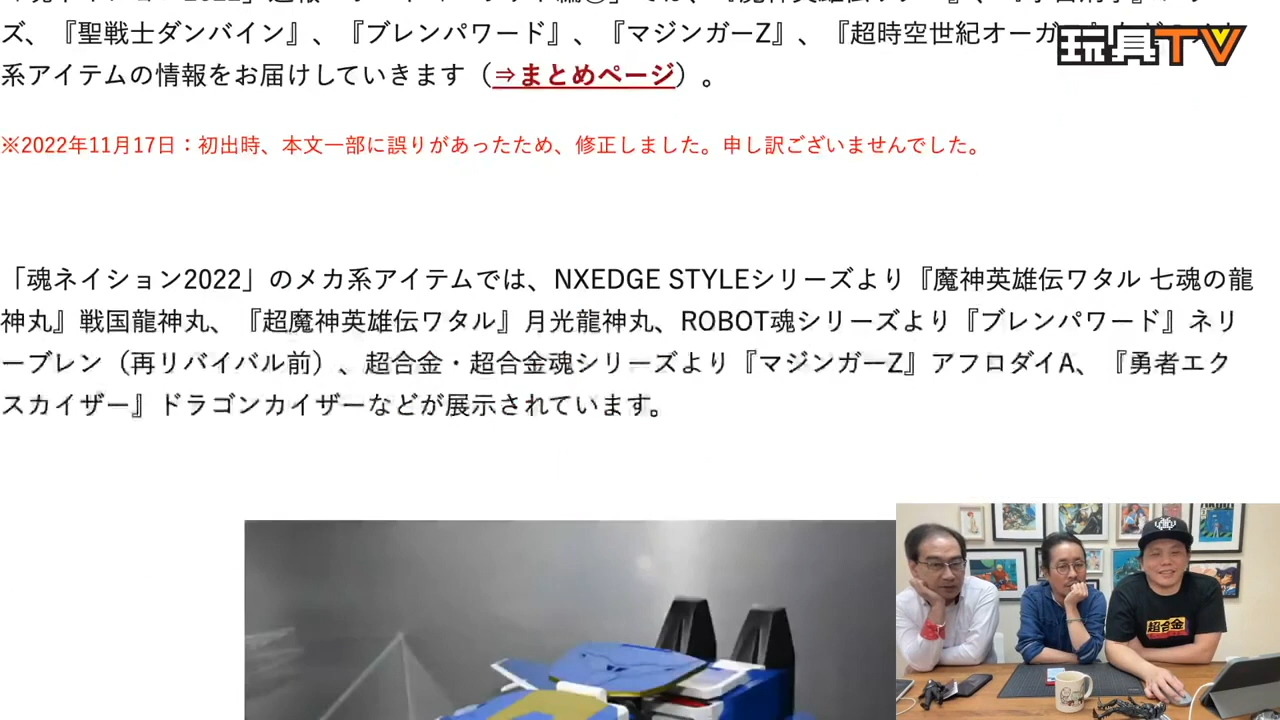 ズ、『聖戦士ダンバイン』、『ブレンパワード』、『マジンガーZ』、『超時空世紀オーガ
玩具TV
系アイテムの情報をお届けしていきます（⇒まとめページ）。
※2022年11月17日：初出時、本文一部に誤りがあったため、修正しました。申し訳ございませんでした。
「魂ネイション2022」のメカ系アイテムでは、NXEDGE STYLEシリーズより『魔神英雄伝ワタル 七魂の龍
神丸』戦国龍神丸、『超魔神英雄伝ワタル』月光龍神丸、ROBOT魂シリーズより『ブレンパワード』ネリ
ーブレン（再リバイバル前）、超合金・超合金魂シリーズより『マジンガーZ』アフロダイA、『勇者エク
スカイザー』ドラゴンカイザーなどが展示されています。
超合金